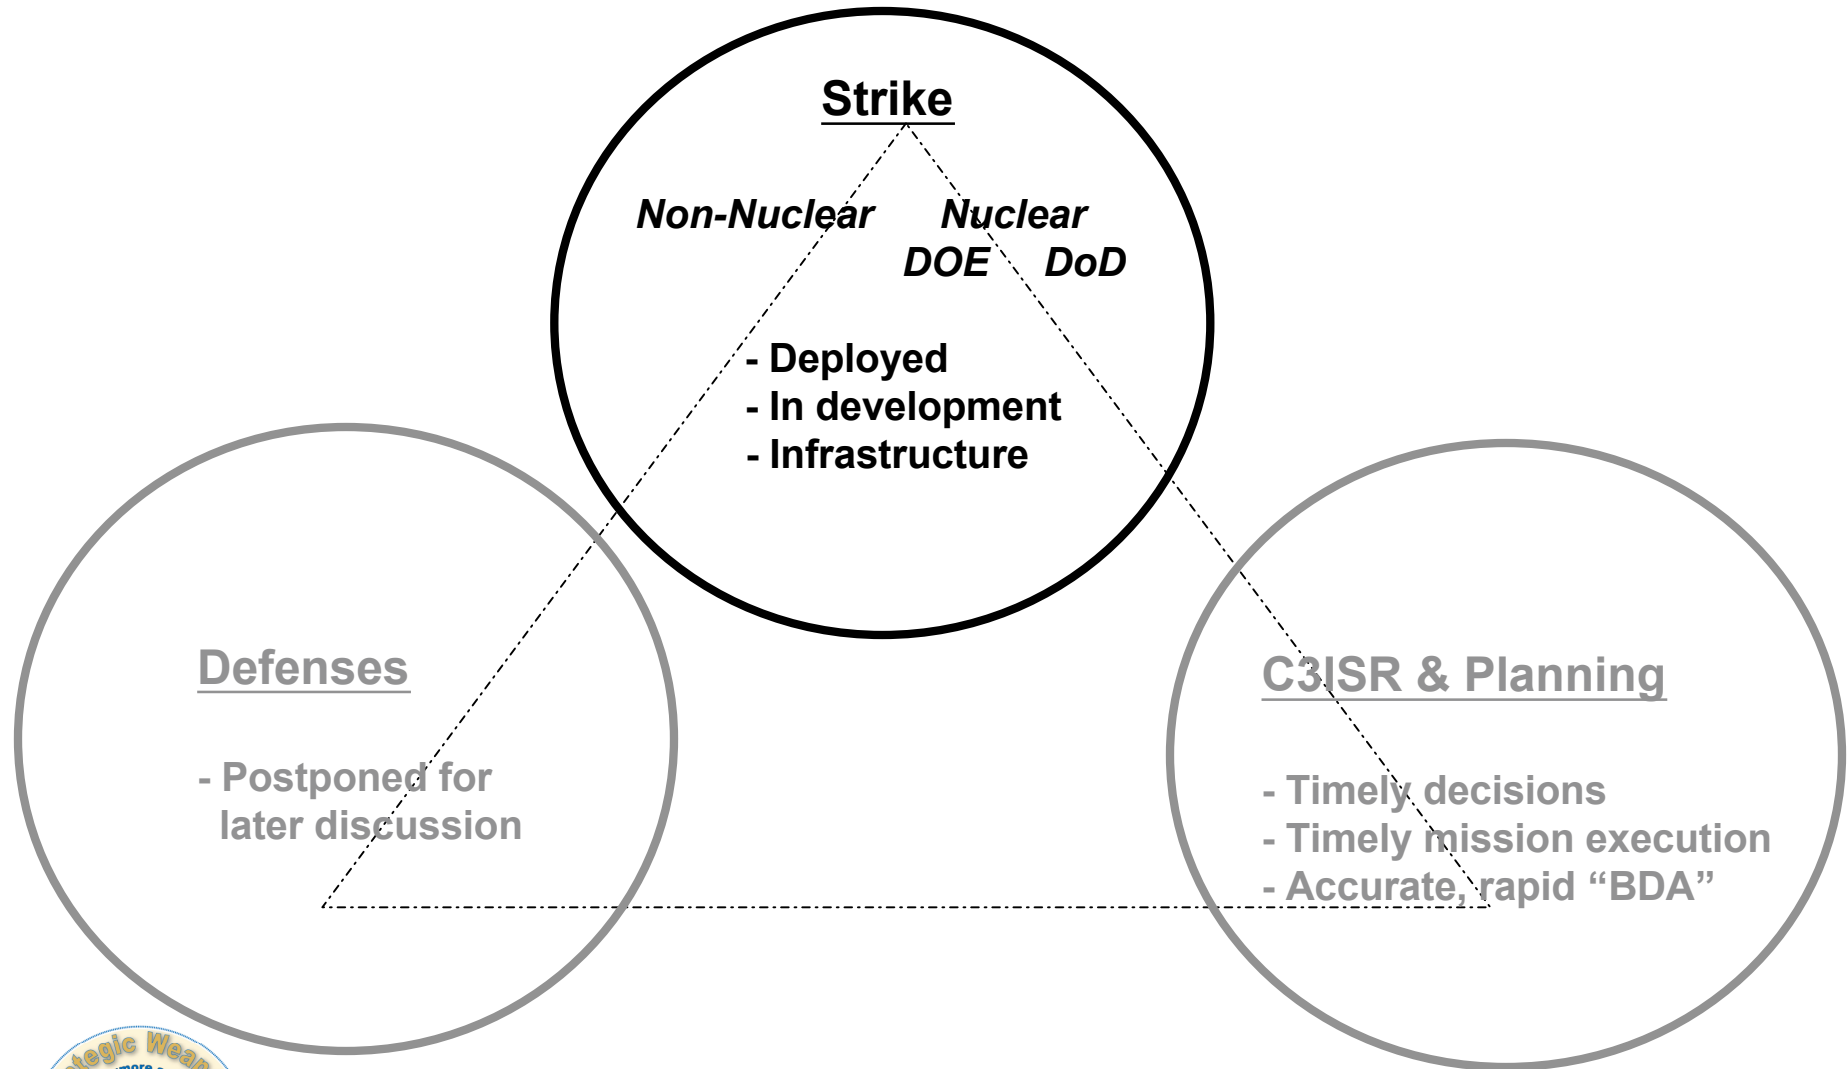 Strike
Non-Nuclear Nuclear
DOE DoD
- Deployed
- In development
- Infrastructure
Defenses
- Postponed for
later discussion
C3ISR & Planning
- Timely decisions
- Timely mission execution
- Accurate, rapid “BDA”